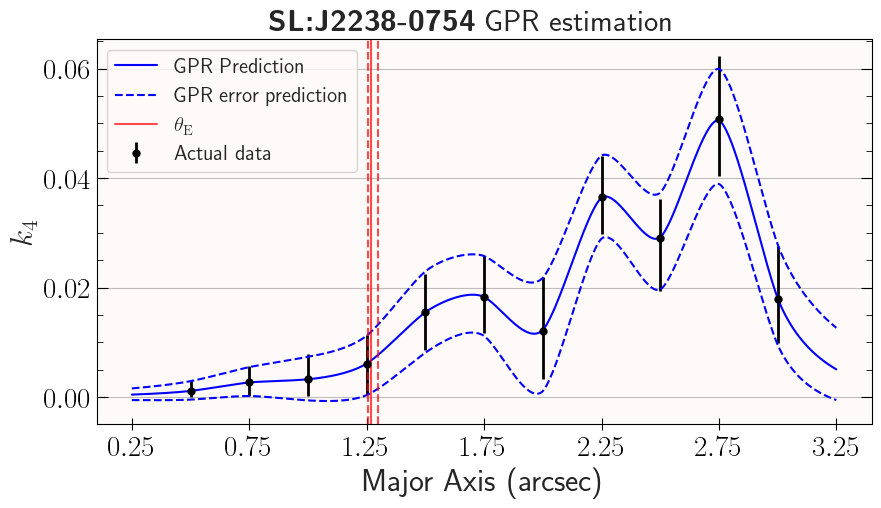 SL:J2238-0754 GPR estimation
GPR Prediction
GPR error prediction
θ_E
Actual data
k₄
0.06
0.04
0.02
0.00
0.25 0.75 1.25 1.75 2.25 2.75 3.25
Major Axis (arcsec)